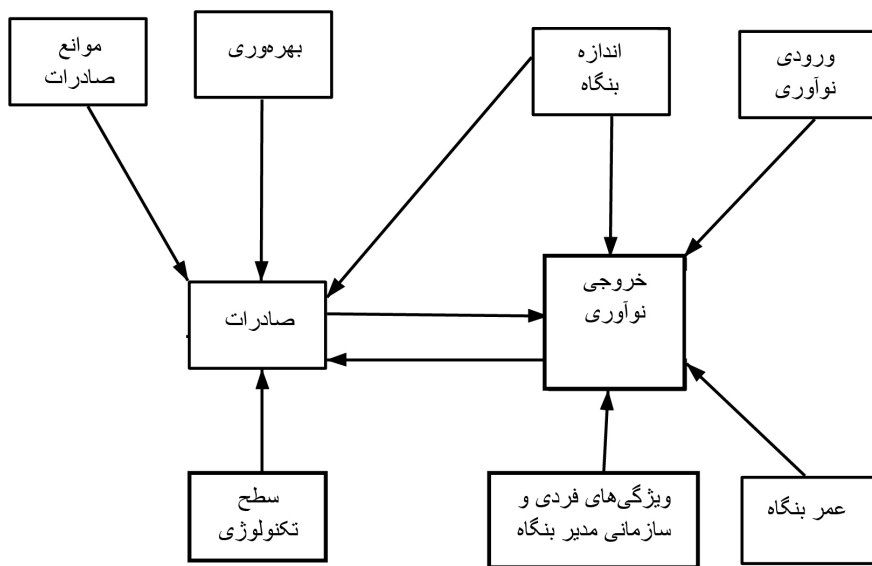 موانع
صادرات
بهره‌وری
اندازه
بنگاه
ورودی
نوآوری
صادرات
خروجی
نوآوری
سطح
تکنولوژی
ویژگی‌های فردی و
سازمانی مدیر بنگاه
عمر بنگاه